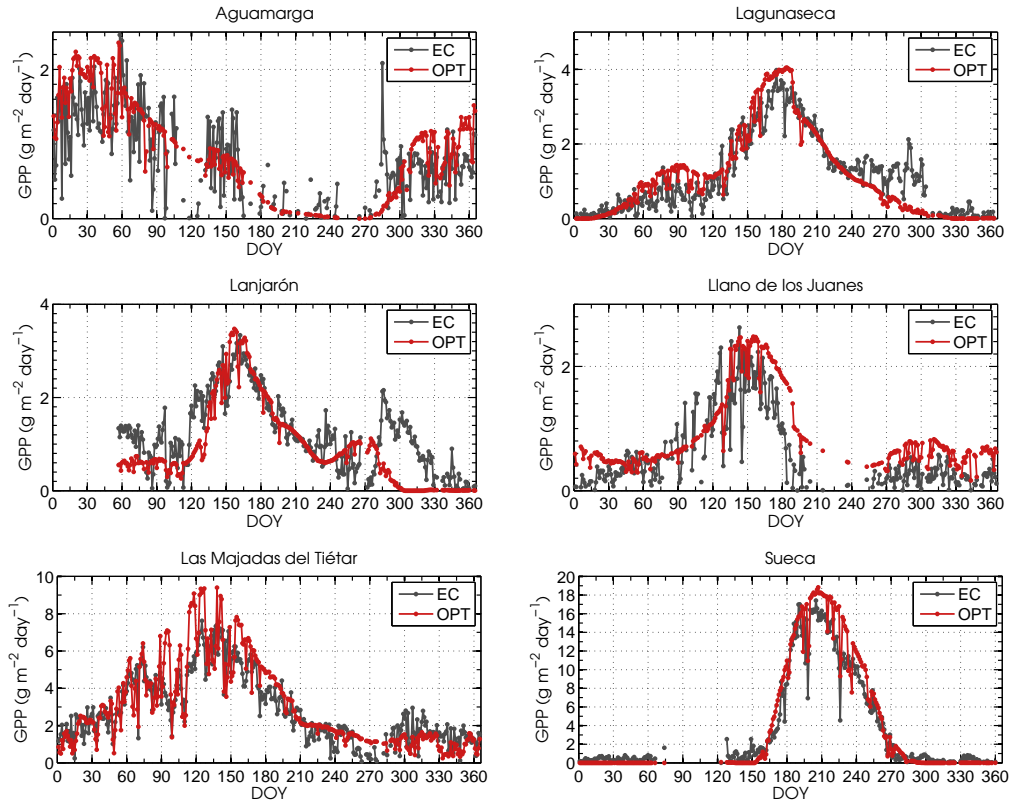 Aguamarga
GPP (g m⁻² day⁻¹)
2
0
EC
OPT
0 30 60 90 120 150 180 210 240 270 300 330 360
DOY
Lagunaseca
GPP (g m⁻² day⁻¹)
4
2
0
EC
OPT
0 30 60 90 120 150 180 210 240 270 300 330 360
DOY
Lanjarón
GPP (g m⁻² day⁻¹)
4
2
0
EC
OPT
0 30 60 90 120 150 180 210 240 270 300 330 360
DOY
Llano de los Juanes
GPP (g m⁻² day⁻¹)
2
0
EC
OPT
0 30 60 90 120 150 180 210 240 270 300 330 360
DOY
Las Majadas del Tiétar
GPP (g m⁻² day⁻¹)
10
8
6
4
2
0
EC
OPT
0 30 60 90 120 150 180 210 240 270 300 330 360
DOY
Sueca
GPP (g m⁻² day⁻¹)
20
18
16
14
12
10
8
6
4
2
0
EC
OPT
0 30 60 90 120 150 180 210 240 270 300 330 360
DOY